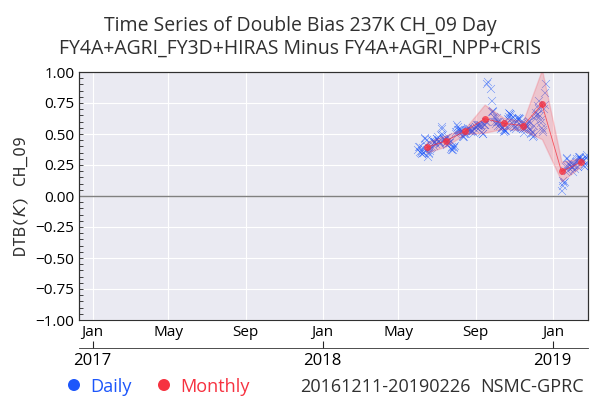 Time Series of Double Bias 237K CH_09 Day
FY4A+AGRI_FY3D+HIRAS Minus FY4A+AGRI_NPP+CRIS
DTB(K) CH_09
1.00
0.75
0.50
0.25
0.00
−0.25
−0.50
−0.75
−1.00
Jan May Sep Jan May Sep Jan
2017 2018 2019
Daily Monthly 20161211-20190226 NSMC-GPRC